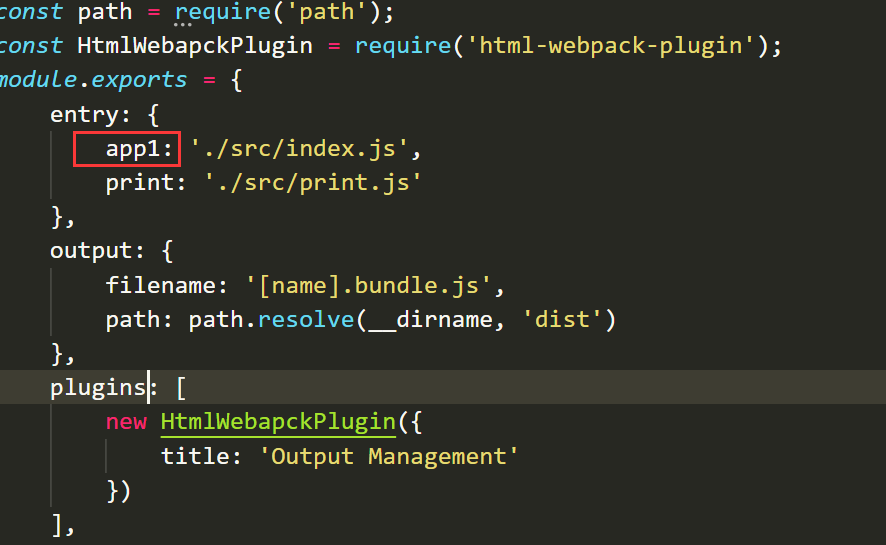 const path = require('path');
const HtmlWebapckPlugin = require('html-webpack-plugin');
module.exports = {
    entry: {
        app1: './src/index.js',
        print: './src/print.js'
    },
    output: {
        filename: '[name].bundle.js',
        path: path.resolve(__dirname, 'dist')
    },
    plugins: [
        new HtmlWebapckPlugin({
            title: 'Output Management'
        })
    ],